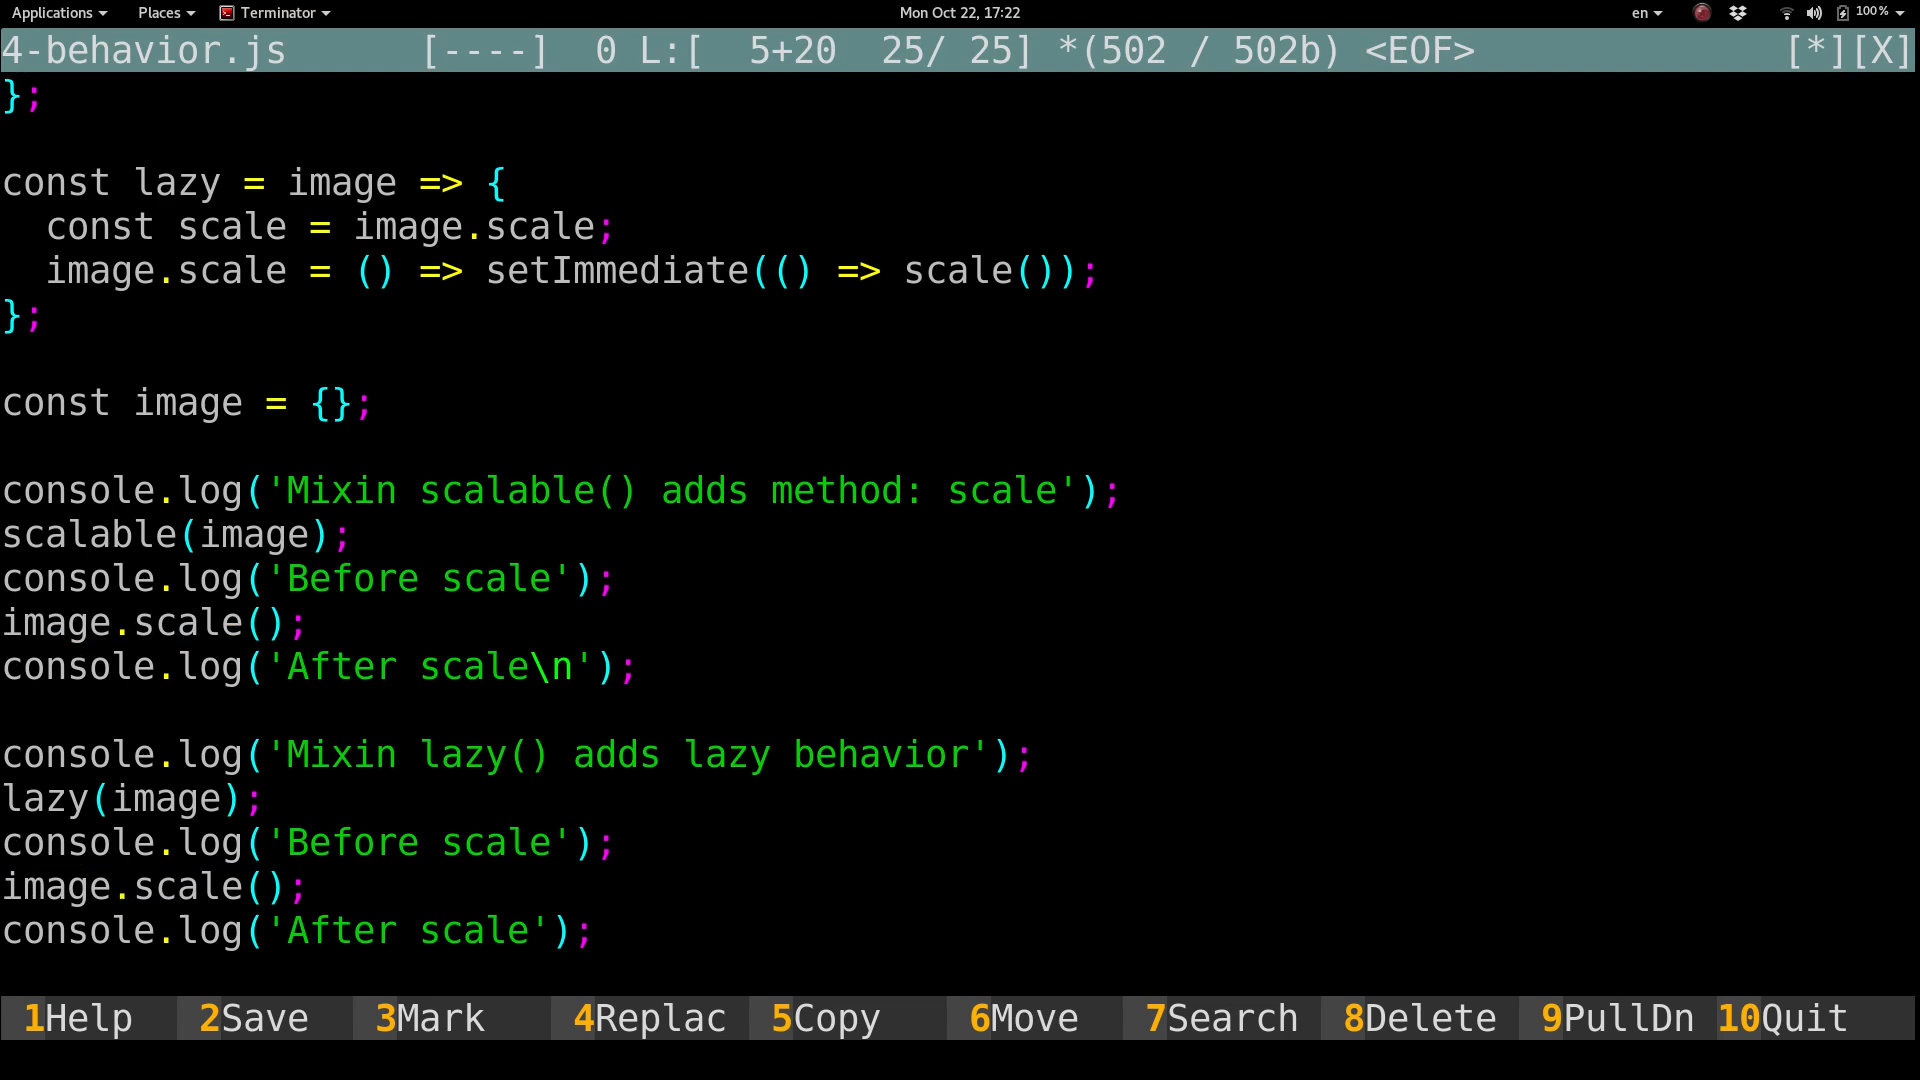 Applications Places Terminator Mon Oct 22, 17:22 en 100%
4-behavior.js [----] 0 L:[ 5+20 25/ 25] *(502 / 502b) <EOF> [*][X]
};
const lazy = image => {
  const scale = image.scale;
  image.scale = () => setImmediate(() => scale());
};
const image = {};
console.log('Mixin scalable() adds method: scale');
scalable(image);
console.log('Before scale');
image.scale();
console.log('After scale\n');
console.log('Mixin lazy() adds lazy behavior');
lazy(image);
console.log('Before scale');
image.scale();
console.log('After scale');
1Help 2Save 3Mark 4Replac 5Copy 6Move 7Search 8Delete 9PullDn 10Quit